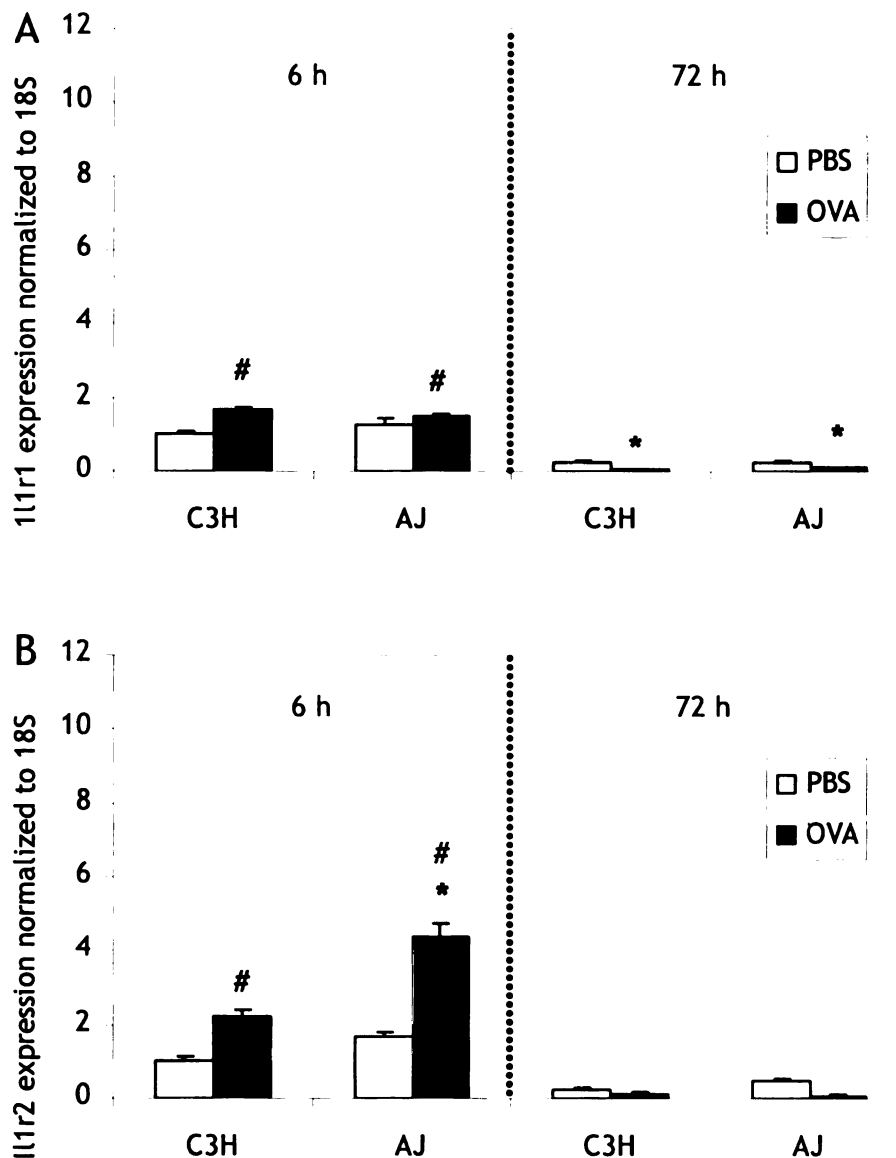 A
1l1r1 expression normalized to 18S
12
10
8
6
4
2
0
6 h
72 h
PBS
OVA
#
#
*
*
C3H
AJ
C3H
AJ
B
Il1r2 expression normalized to 18S
12
10
8
6
4
2
0
6 h
72 h
PBS
OVA
#
#
*
C3H
AJ
C3H
AJ